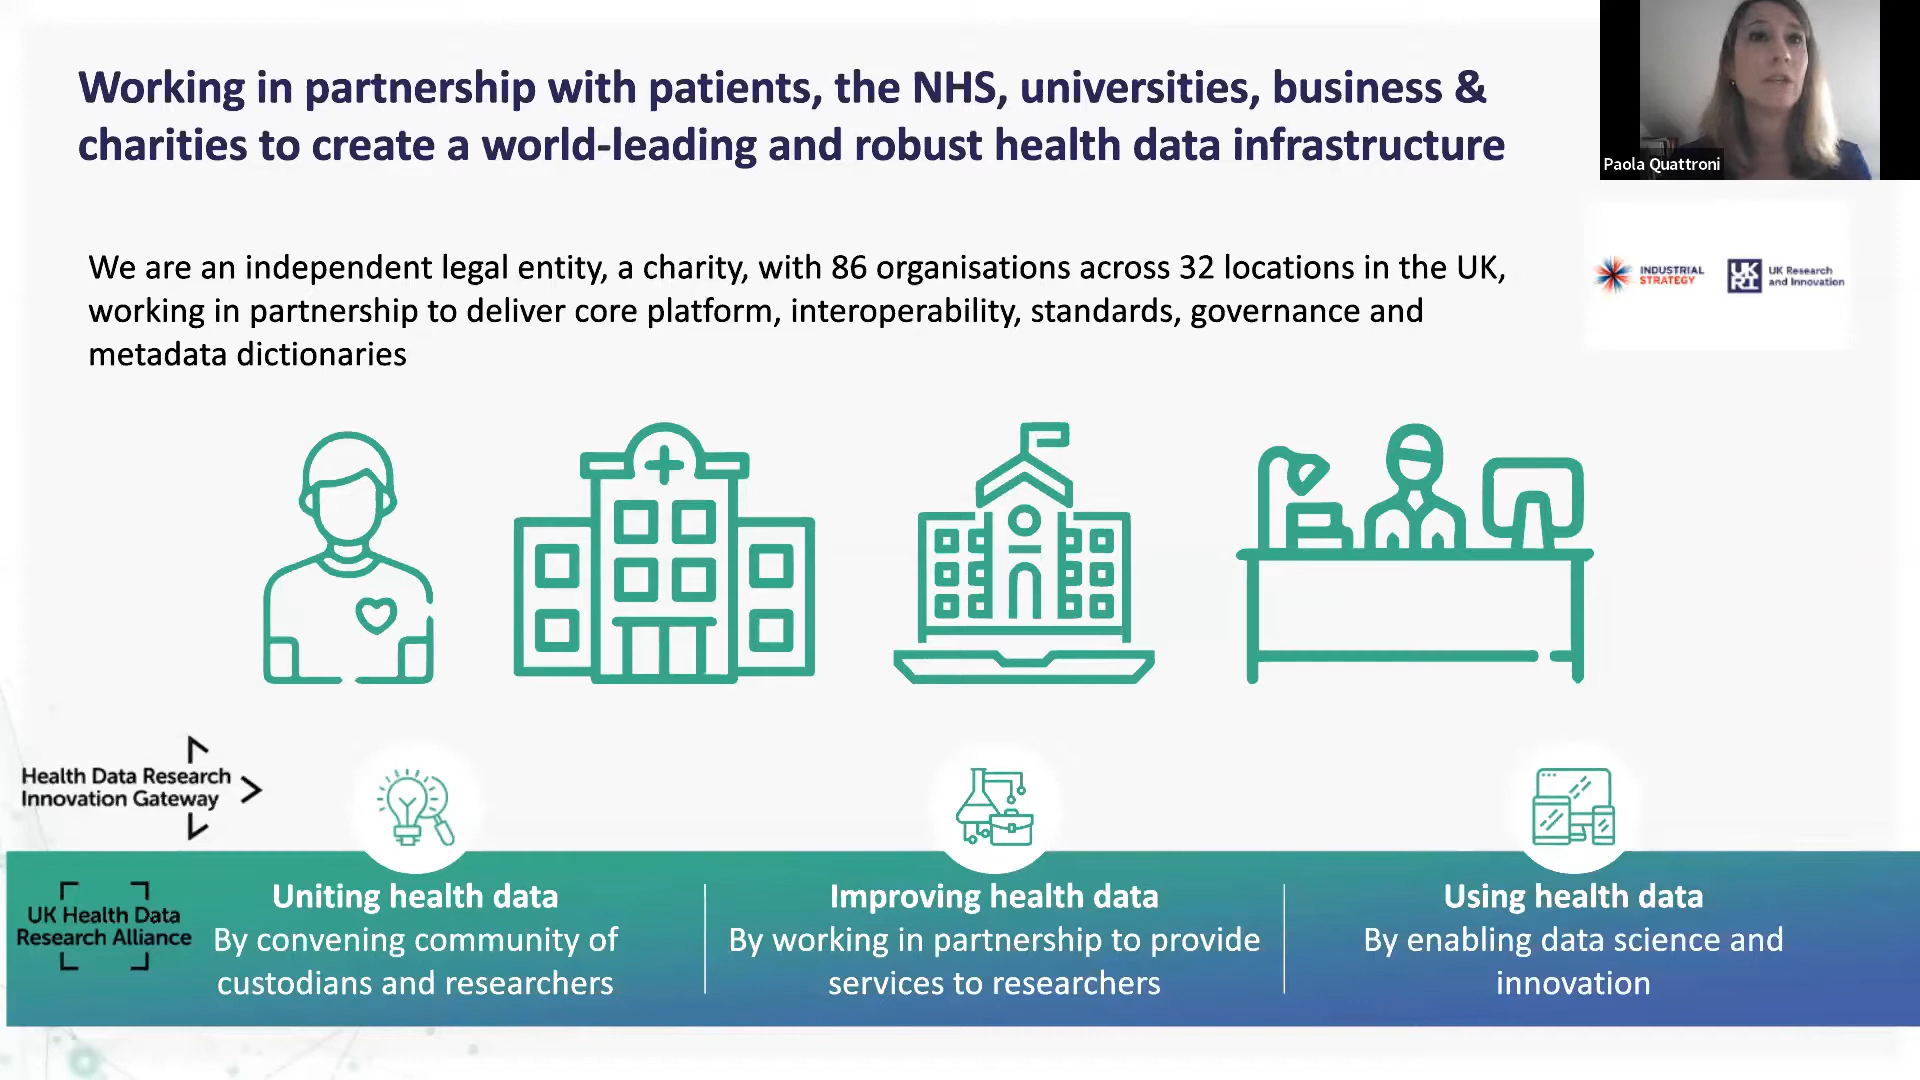 Working in partnership with patients, the NHS, universities, business &
charities to create a world-leading and robust health data infrastructure
Paola Quattroni
We are an independent legal entity, a charity, with 86 organisations across 32 locations in the UK,
working in partnership to deliver core platform, interoperability, standards, governance and
metadata dictionaries
INDUSTRIAL
STRATEGY
UK
RI
UK Research
and Innovation
Health Data Research
Innovation Gateway
UK Health Data
Research Alliance
Uniting health data
By convening community of
custodians and researchers
Improving health data
By working in partnership to provide
services to researchers
Using health data
By enabling data science and
innovation